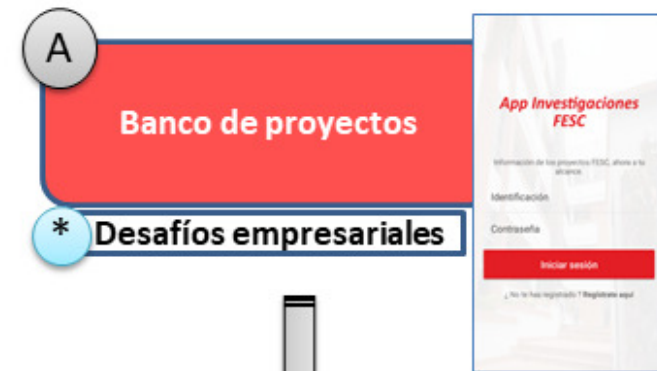 A
Banco de proyectos
* Desafíos empresariales
App Investigaciones
FESC
Información de los proyectos FESC, ahora a tu
alcance.
Identificación
Contraseña
Iniciar sesión
¿ No te has registrado ? Regístrate aquí